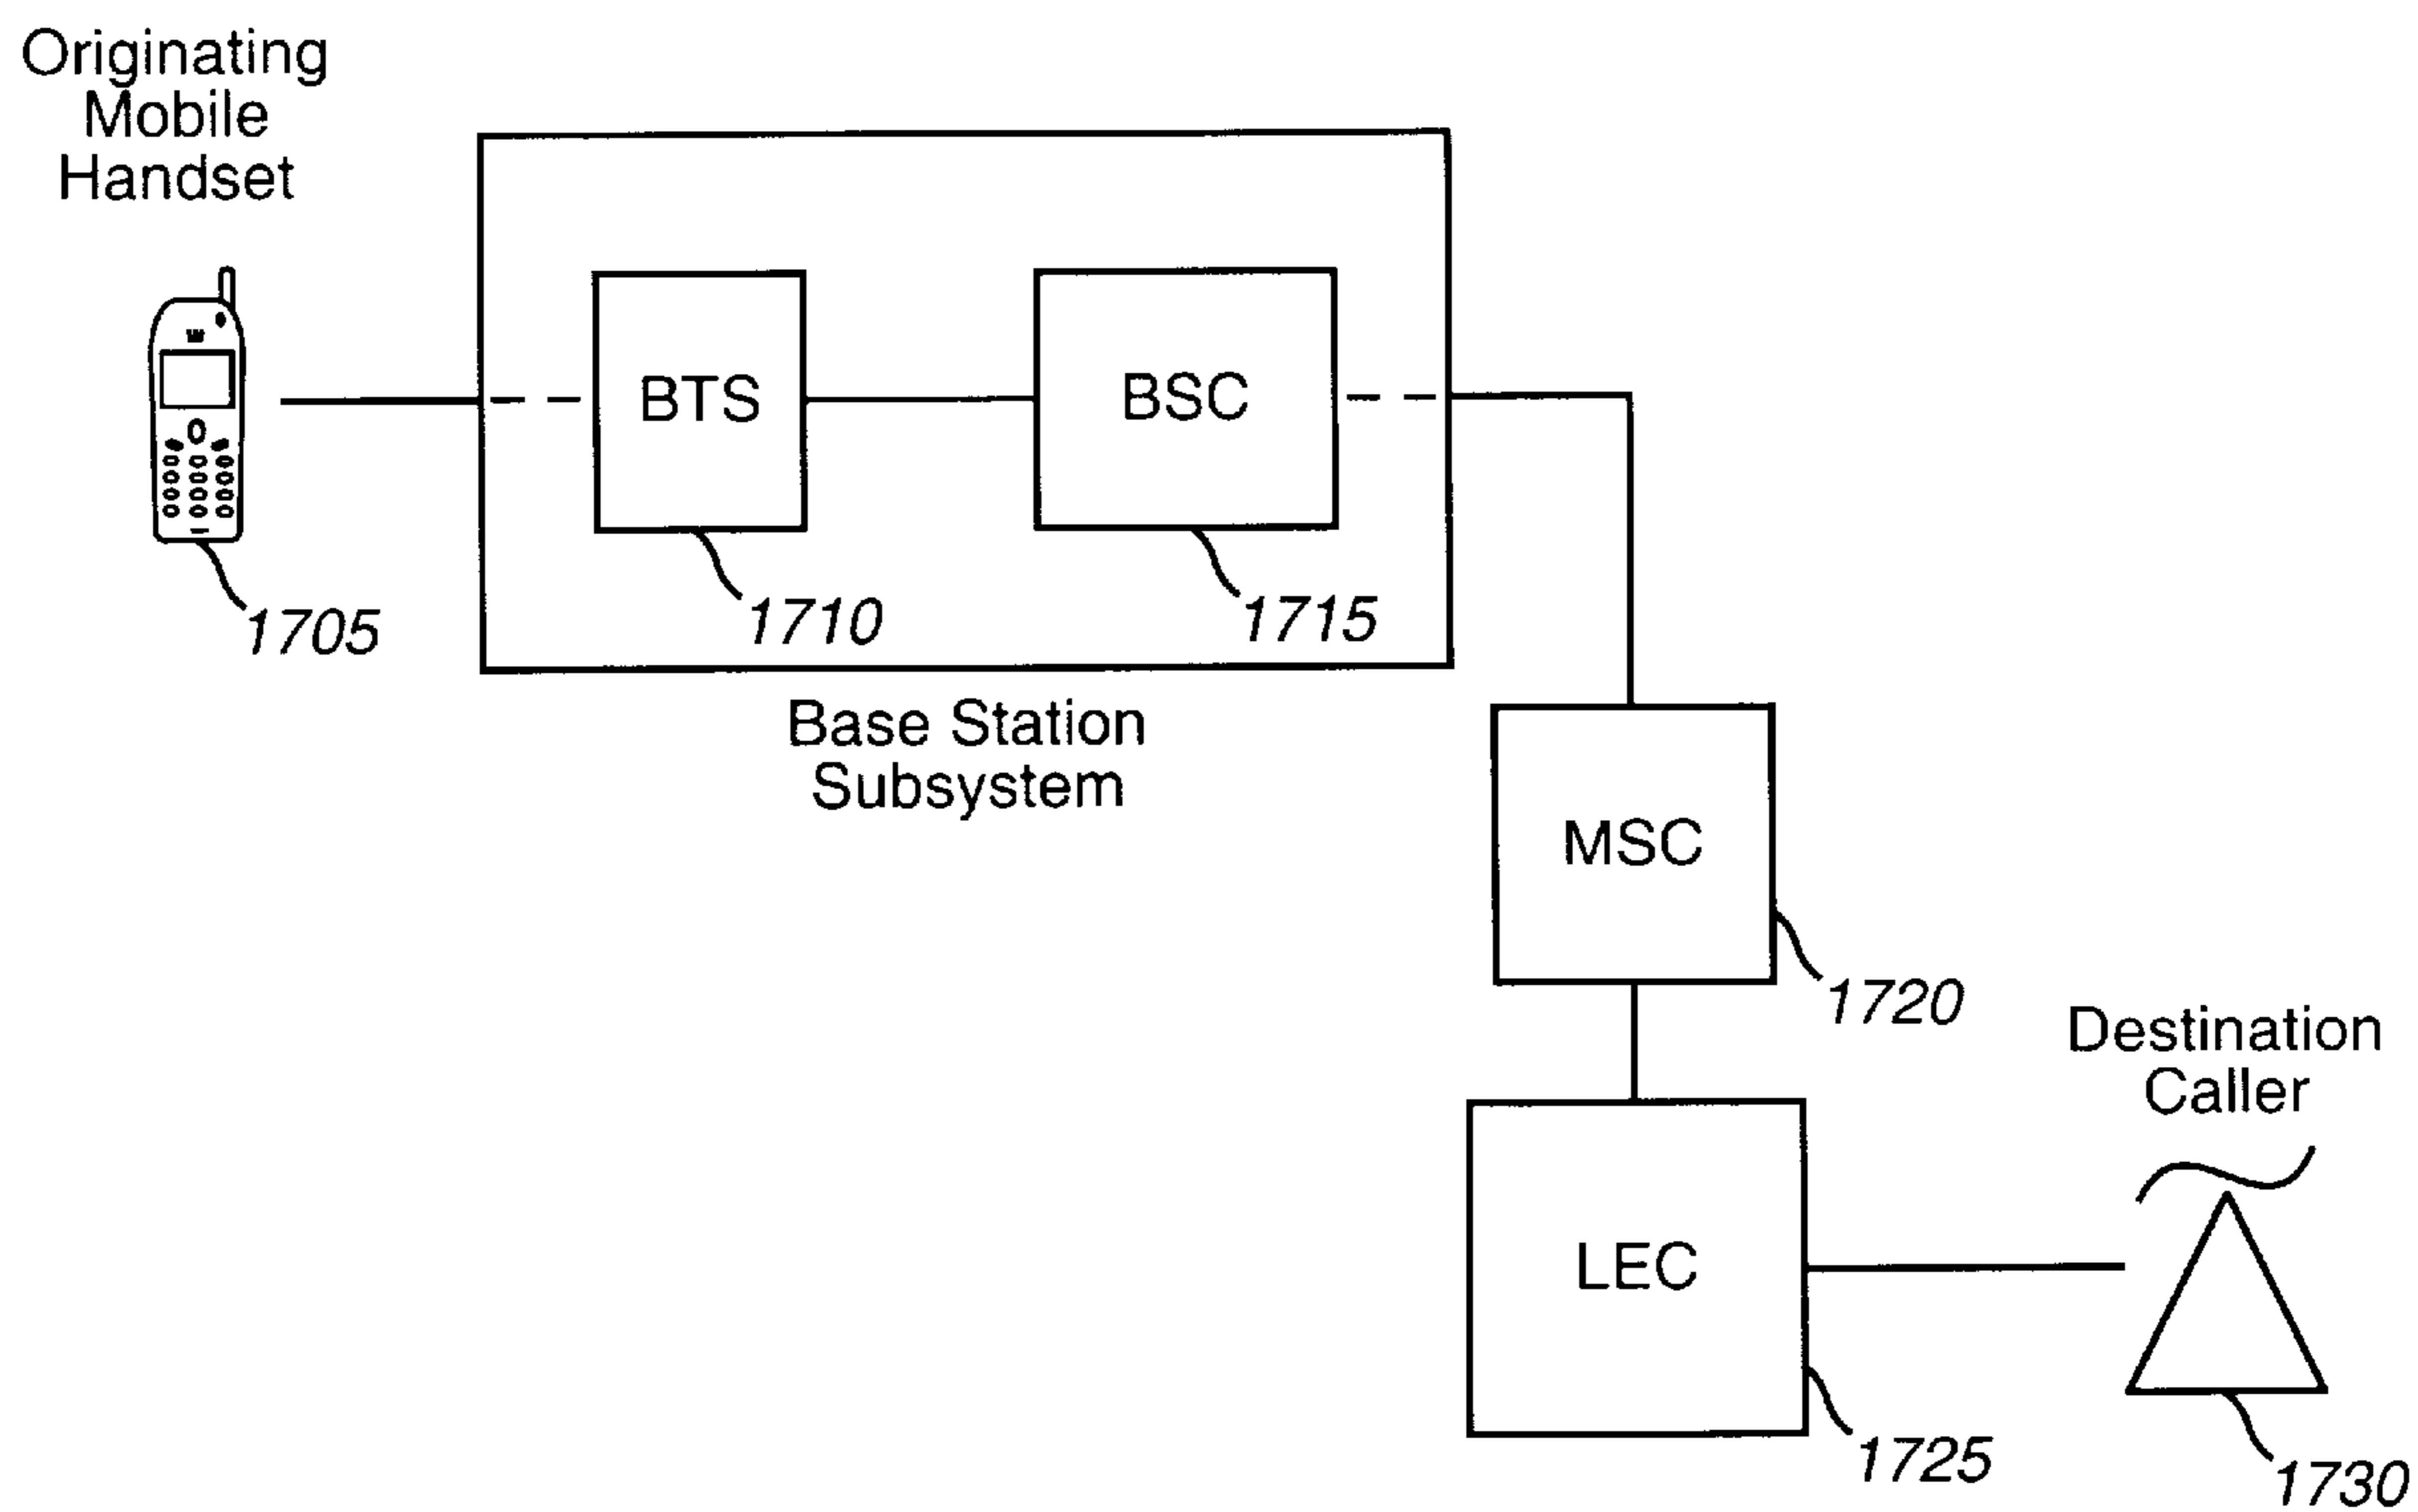 Originating
Mobile
Handset
BTS
BSC
1705
1710
1715
Base Station
Subsystem
MSC
1720
Destination
Caller
LEC
1725
1730